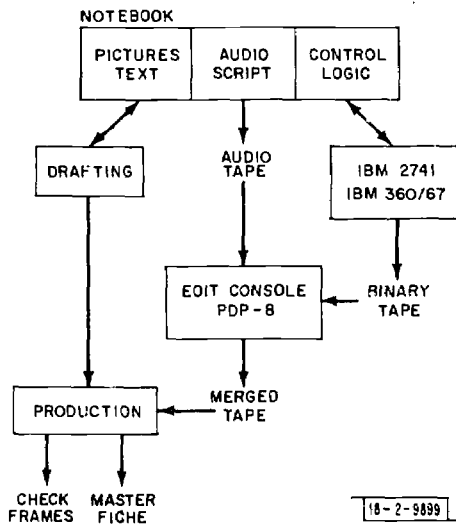 NOTEBOOK
PICTURES
TEXT
AUDIO
SCRIPT
CONTROL
LOGIC
DRAFTING
AUDIO
TAPE
IBM 2741
IBM 360/67
EDIT CONSOLE
PDP-8
BINARY
TAPE
PRODUCTION
MERGED
TAPE
CHECK
FRAMES
MASTER
FICHE
18-2-9899